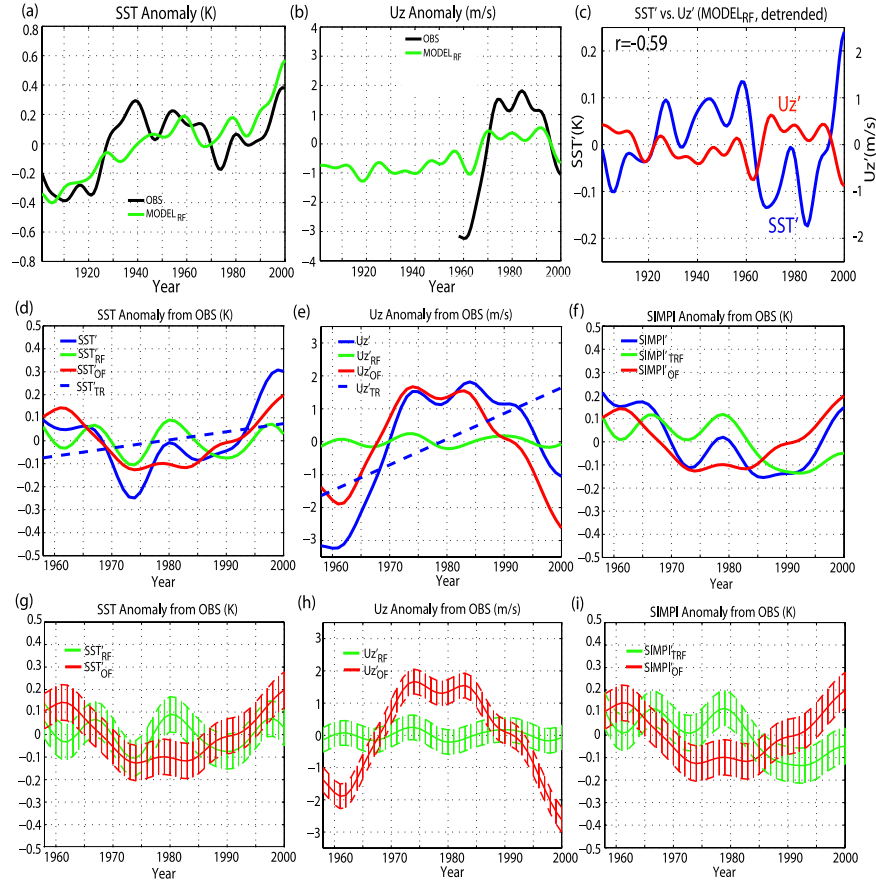 (a) SST Anomaly (K)
0.8
0.6
0.4
0.2
0
−0.2
−0.4
−0.6
−0.8
OBS
MODEL_RF
1920 1940 1960 1980 2000
Year
(b) Uz Anomaly (m/s)
4
3
2
1
0
−1
−2
−3
−4
OBS
MODEL_RF
1920 1940 1960 1980 2000
Year
(c) SST' vs. Uz' (MODEL_RF, detrended)
r=-0.59
0.2
0.1
0
−0.1
−0.2
SST'(K)
Uz'
SST'
2
1
0
−1
−2
Uz'(m/s)
1920 1940 1960 1980 2000
Year
(d) SST Anomaly from OBS (K)
0.5
0.4
0.3
0.2
0.1
0
−0.1
−0.2
−0.3
−0.4
−0.5
SST'
SST'_RF
SST'_OF
SST'_TR
1960 1970 1980 1990 2000
Year
(e) Uz Anomaly from OBS (m/s)
3
2
1
0
−1
−2
−3
Uz'
Uz'_RF
Uz'_OF
Uz'_TR
1960 1970 1980 1990 2000
Year
(f) SIMPI Anomaly from OBS (K)
0.5
0.4
0.3
0.2
0.1
0
−0.1
−0.2
−0.3
−0.4
−0.5
SIMPI'
SIMPI'_TRF
SIMPI'_OF
1960 1970 1980 1990 2000
Year
(g) SST Anomaly from OBS (K)
0.5
0.4
0.3
0.2
0.1
0
−0.1
−0.2
−0.3
−0.4
−0.5
SST'_RF
SST'_OF
1960 1970 1980 1990 2000
Year
(h) Uz Anomaly from OBS (m/s)
3
2
1
0
−1
−2
−3
Uz'_RF
Uz'_OF
1960 1970 1980 1990 2000
Year
(i) SIMPI Anomaly from OBS (K)
0.5
0.4
0.3
0.2
0.1
0
−0.1
−0.2
−0.3
−0.4
−0.5
SIMPI'_TRF
SIMPI'_OF
1960 1970 1980 1990 2000
Year